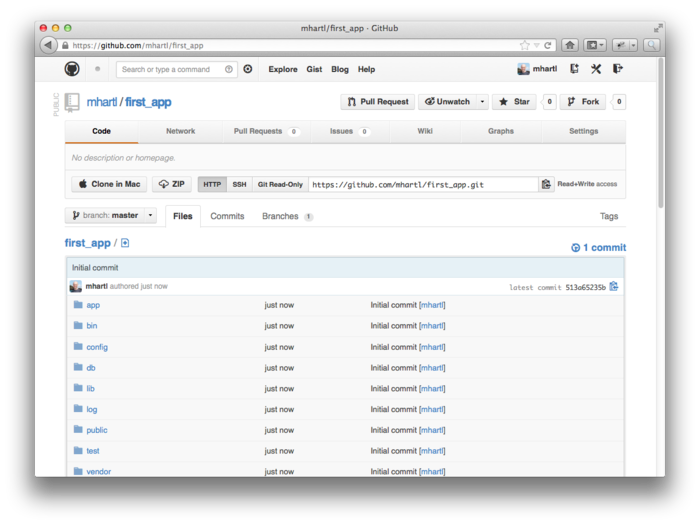 mhartl/first_app · GitHub
https://github.com/mhartl/first_app
Search or type a command
Explore Gist Blog Help
mhartl
PUBLIC
mhartl / first_app
Pull Request Unwatch Star 0 Fork 0
Code Network Pull Requests 0 Issues 0 Wiki Graphs Settings
No description or homepage.
Clone in Mac ZIP HTTP SSH Git Read-Only https://github.com/mhartl/first_app.git Read+Write access
branch: master Files Commits Branches 1 Tags
first_app / 1 commit
Initial commit
mhartl authored just now latest commit 513a65235b
app just now Initial commit [mhartl]
bin just now Initial commit [mhartl]
config just now Initial commit [mhartl]
db just now Initial commit [mhartl]
lib just now Initial commit [mhartl]
log just now Initial commit [mhartl]
public just now Initial commit [mhartl]
test just now Initial commit [mhartl]
vendor just now Initial commit [mhartl]